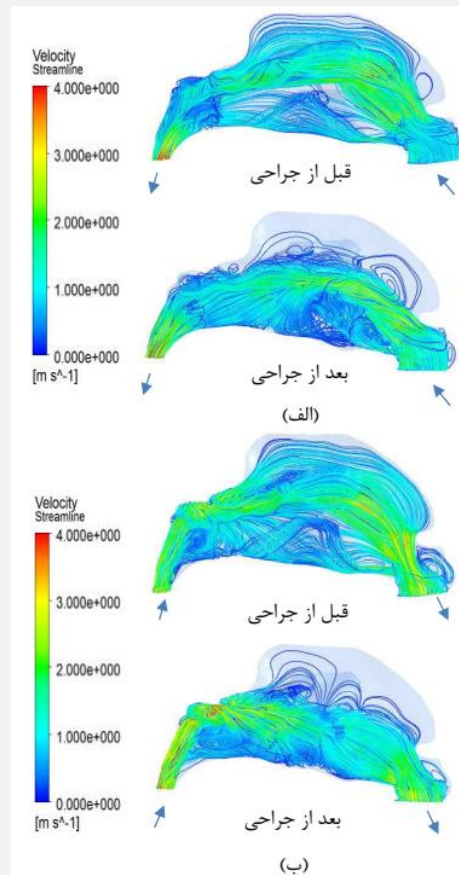 Velocity
Streamline
4.000e+000
3.000e+000
2.000e+000
1.000e+000
0.000e+000
[m s^-1]
قبل از جراحی
بعد از جراحی
(الف)
Velocity
Streamline
4.000e+000
3.000e+000
2.000e+000
1.000e+000
0.000e+000
[m s^-1]
قبل از جراحی
بعد از جراحی
(ب)